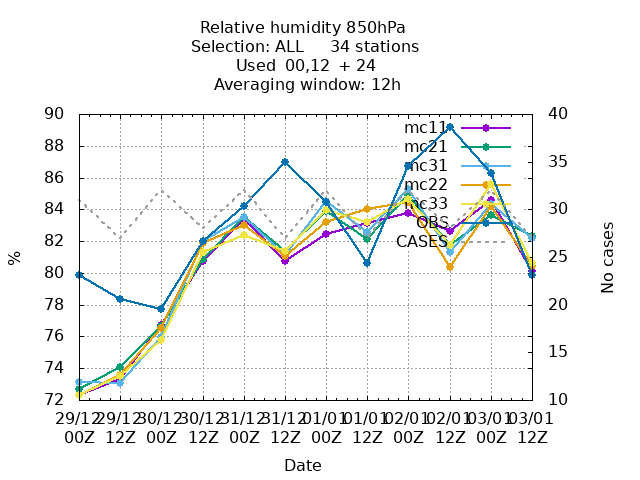 Relative humidity 850hPa
Selection: ALL 34 stations
Used 00,12 + 24
Averaging window: 12h
90 40
88
86 35
84 30
82
80 25
78 20
76
74 15
72 10
%
No cases
mc11
mc21
mc31
mc22
mc33
OBS
CASES
29/12 29/12 30/12 30/12 31/12 31/12 01/01 01/01 02/01 02/01 03/01 03/01
00Z 12Z 00Z 12Z 00Z 12Z 00Z 12Z 00Z 12Z 00Z 12Z
Date